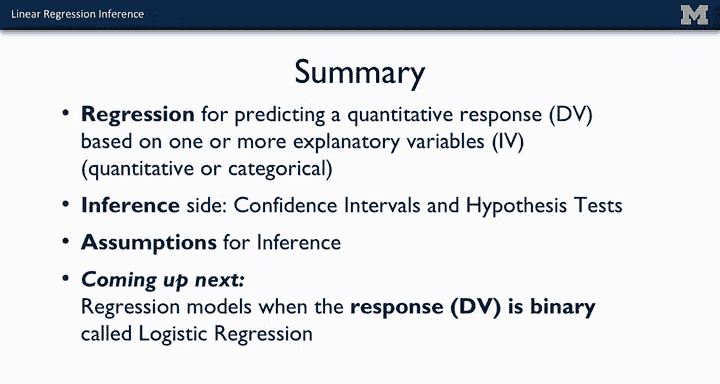 Linear Regression Inference
M
Summary
• Regression for predicting a quantitative response (DV)
based on one or more explanatory variables (IV)
(quantitative or categorical)
• Inference side: Confidence Intervals and Hypothesis Tests
• Assumptions for Inference
• Coming up next:
Regression models when the response (DV) is binary
called Logistic Regression